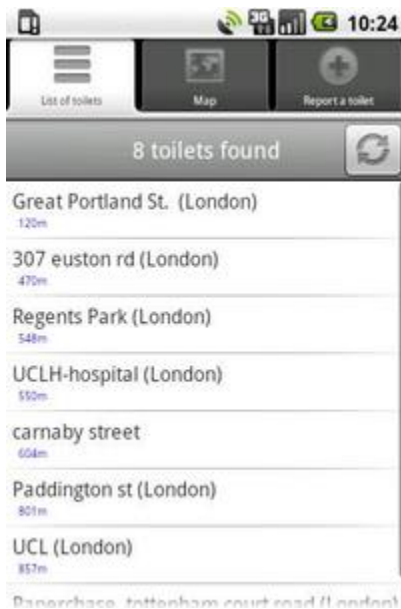 3G 10:24
List of toilets Map Report a toilet
8 toilets found
Great Portland St. (London)
120m
307 euston rd (London)
470m
Regents Park (London)
548m
UCLH-hospital (London)
550m
carnaby street
604m
Paddington st (London)
801m
UCL (London)
857m
Paperchase, tottenham court road (London)